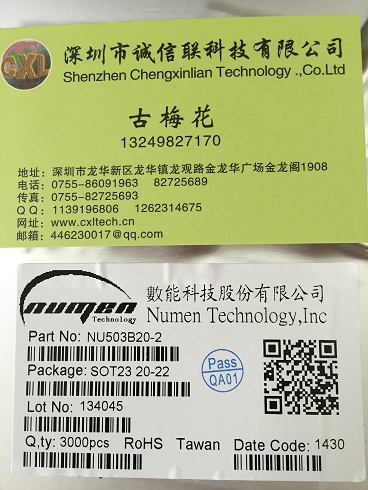 CXL
深圳市诚信联科技有限公司
Shenzhen Chengxinlian Technology .,Co.Ltd
古梅花
13249827170
地址：深圳市龙华新区龙华镇龙观路金龙华广场金龙阁1908
电话：0755-86091963 82725689
传真：0755-82725693
Q Q：1139196806 1262314675
网址：www.cxltech.cn
邮箱：446230017@qq.com
numen
Technology
數能科技股份有限公司
Numen Technology,Inc
Part No: NU503B20-2
Package: SOT23 20-22
Pass
QA01
Lot No: 134045
Q,ty: 3000pcs RoHS Tawan Date Code: 1430